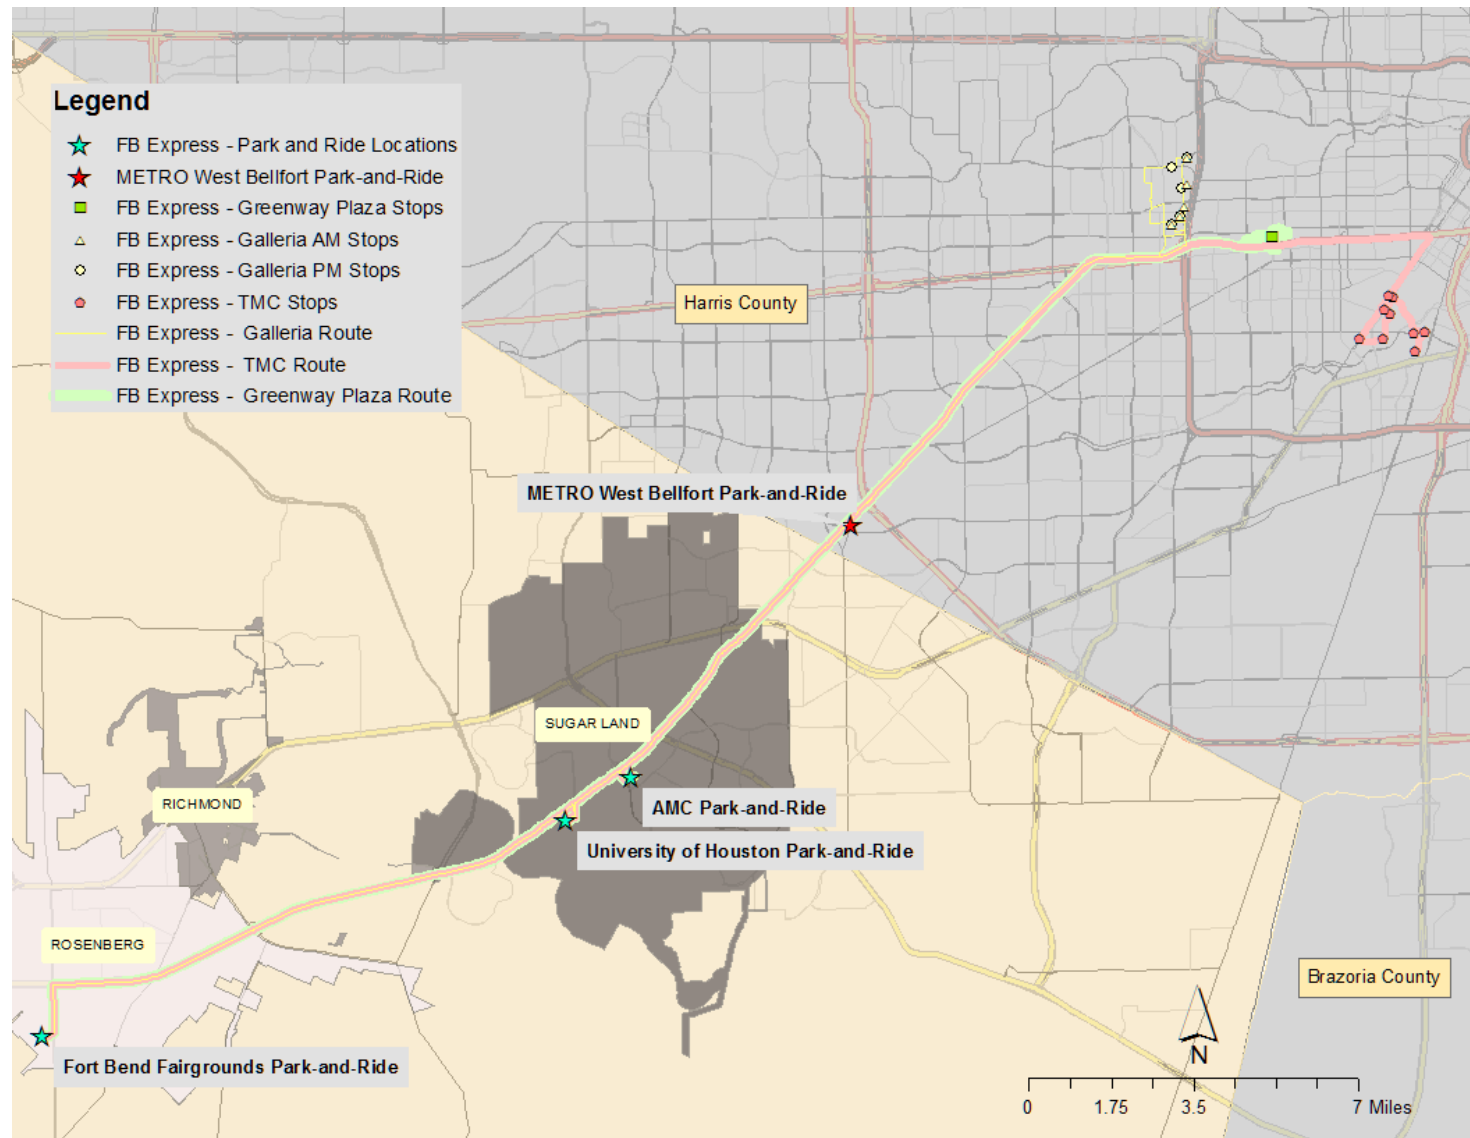 Legend
FB Express - Park and Ride Locations
METRO West Bellfort Park-and-Ride
FB Express - Greenway Plaza Stops
FB Express - Galleria AM Stops
FB Express - Galleria PM Stops
FB Express - TMC Stops
FB Express - Galleria Route
FB Express - TMC Route
FB Express - Greenway Plaza Route
Harris County
METRO West Bellfort Park-and-Ride
SUGAR LAND
RICHMOND
AMC Park-and-Ride
University of Houston Park-and-Ride
ROSENBERG
Brazoria County
Fort Bend Fairgrounds Park-and-Ride
N
0 1.75 3.5 7 Miles